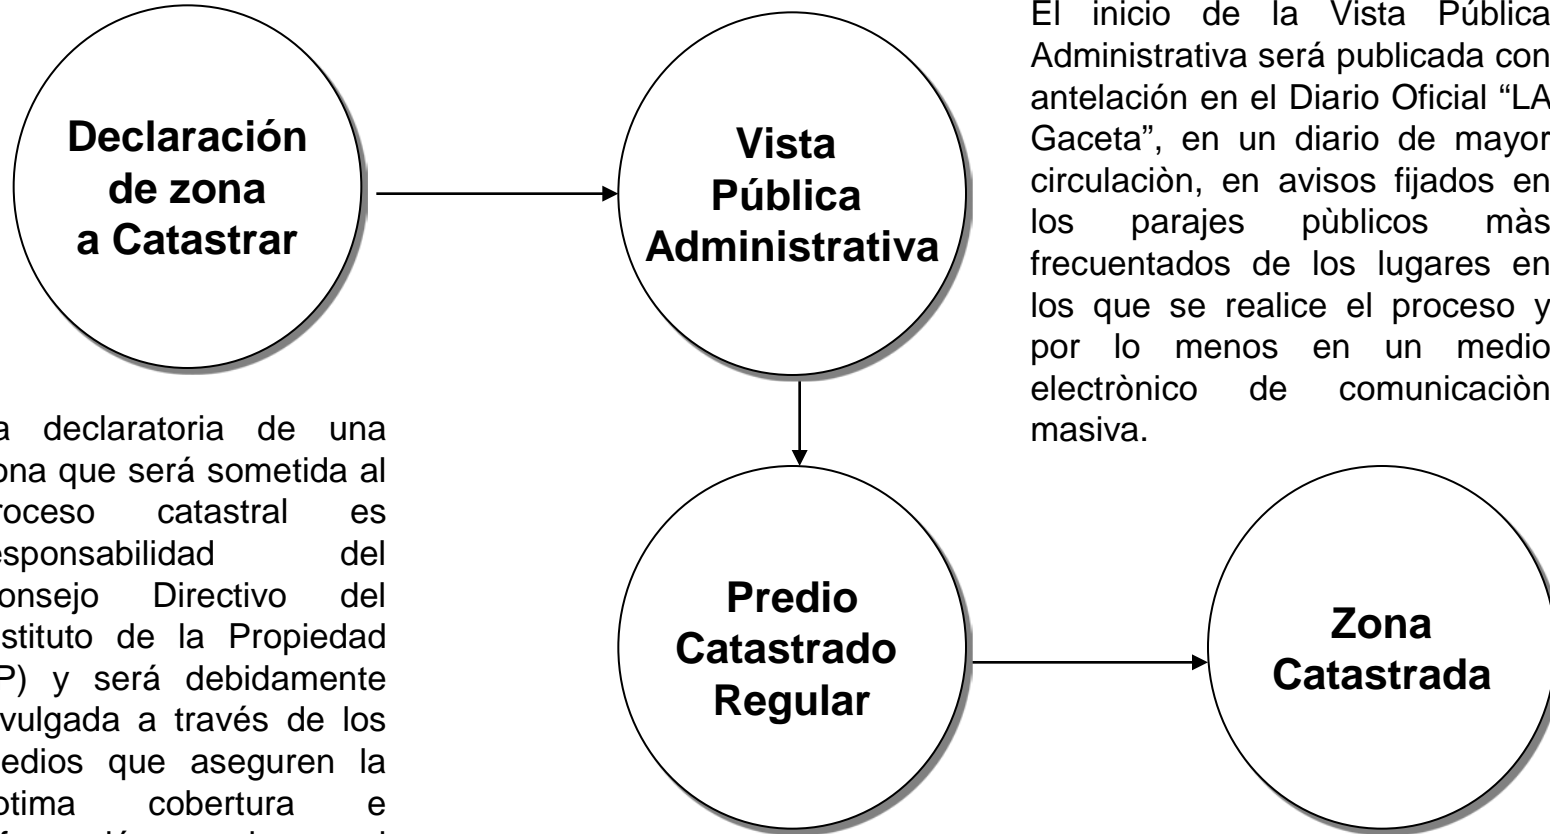 Declaración
de zona
a Catastrar
Vista
Pública
Administrativa
El inicio de la Vista Pública
Administrativa será publicada con
antelación en el Diario Oficial “LA
Gaceta”, en un diario de mayor
circulaciòn, en avisos fijados en
los parajes pùblicos màs
frecuentados de los lugares en
los que se realice el proceso y
por lo menos en un medio
electrònico de comunicaciòn
masiva.
a declaratoria de una
ona que será sometida al
roceso catastral es
esponsabilidad del
onsejo Directivo del
stituto de la Propiedad
P) y será debidamente
vulgada a través de los
edios que aseguren la
otima cobertura e
Predio
Catastrado
Regular
Zona
Catastrada